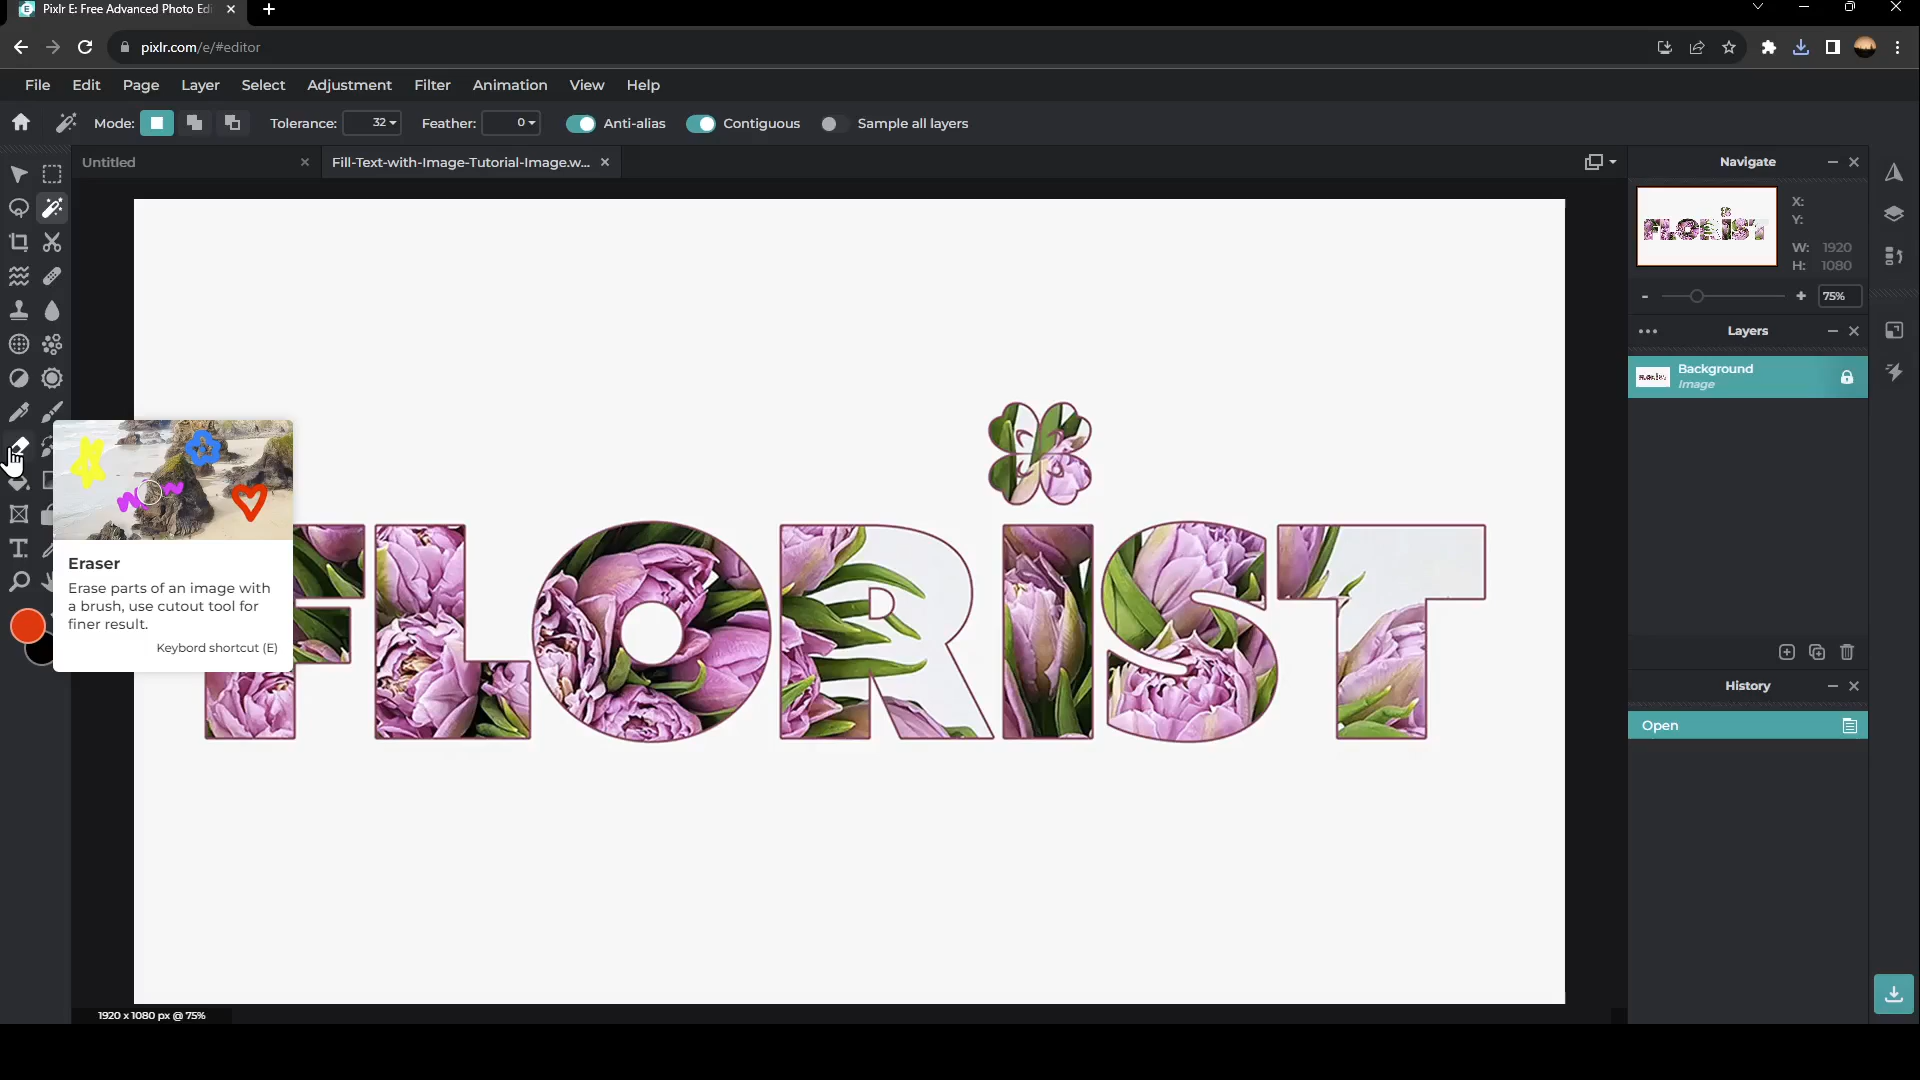 Pixlr E: Free Advanced Photo Edi
pixlr.com/e/#editor
File Edit Page Layer Select Adjustment Filter Animation View Help
Mode: Tolerance: 32 Feather: 0 Anti-alias Contiguous Sample all layers
Untitled
Fill-Text-with-Image-Tutorial-Image.w...
Navigate
X:
Y:
W: 1920
H: 1080
- + 75%
Layers
Background
Image
FLORIST
Eraser
Erase parts of an image with
a brush, use cutout tool for
finer result.
Keybord shortcut (E)
History
Open
1920 x 1080 px @ 75%